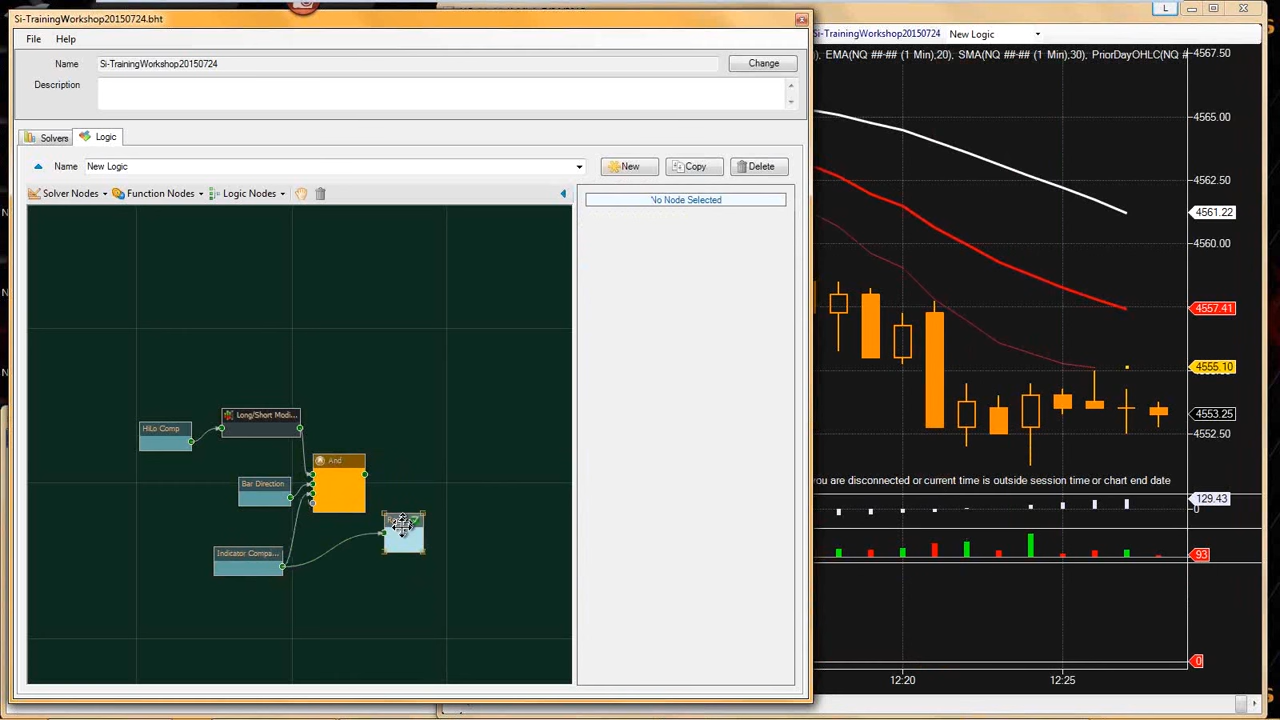 Si-TrainingWorkshop20150724.bht
File Help
Name Si-TrainingWorkshop20150724 Change
Description
Solvers Logic
Name New Logic New Copy Delete
Solver Nodes Function Nodes Logic Nodes
No Node Selected
HiLo Comp
Long/Short Modi...
And
Bar Direction
Indicator Compa...
L
Si-TrainingWorkshop20150724 New Logic
EMA(NQ ##-## (1 Min),20), SMA(NQ ##-## (1 Min),30), PriorDayOHLC(NQ #
4567.50
4565.00
4562.50
4561.22
4560.00
4557.41
4555.10
4553.25
4552.50
you are disconnected or current time is outside session time or chart end date
129.43
0
93
0
12:20 12:25